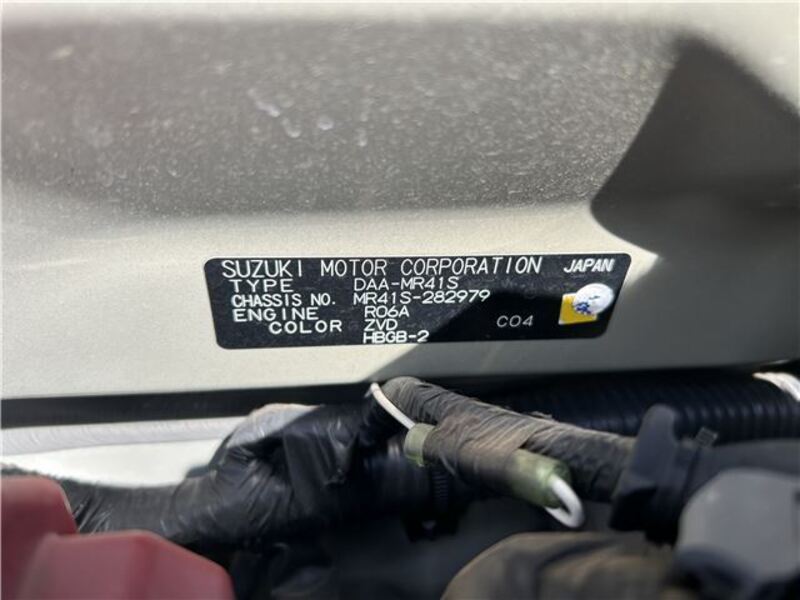 SUZUKI MOTOR CORPORATION JAPAN
TYPE DAA-MR41S
CHASSIS NO. MR41S-282979
ENGINE R06A
COLOR ZVD C04
HBGB-2